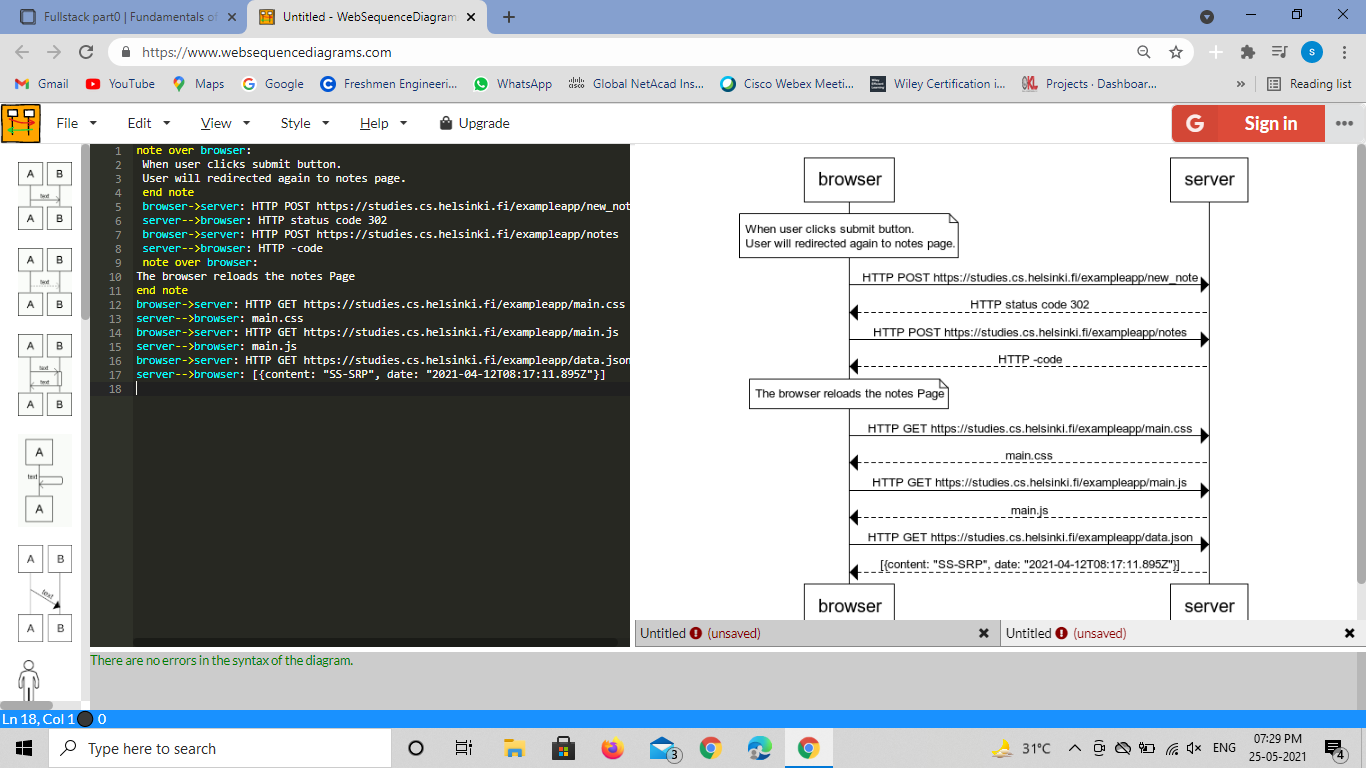 Fullstack part0 | Fundamentals of
Untitled - WebSequenceDiagram
https://www.websequencediagrams.com
S
Gmail YouTube Maps Google Freshmen Engineeri... WhatsApp Global NetAcad Ins... Cisco Webex Meeti... Wiley Certification i... Projects · Dashboar... » Reading list
File Edit View Style Help Upgrade
G Sign in
1 note over browser:
2 When user clicks submit button.
3 User will redirected again to notes page.
4 end note
5 browser->server: HTTP POST https://studies.cs.helsinki.fi/exampleapp/new_not
6 server-->browser: HTTP status code 302
7 browser->server: HTTP POST https://studies.cs.helsinki.fi/exampleapp/notes
8 server-->browser: HTTP -code
9 note over browser:
10 The browser reloads the notes Page
11 end note
12 browser->server: HTTP GET https://studies.cs.helsinki.fi/exampleapp/main.css
13 server-->browser: main.css
14 browser->server: HTTP GET https://studies.cs.helsinki.fi/exampleapp/main.js
15 server-->browser: main.js
16 browser->server: HTTP GET https://studies.cs.helsinki.fi/exampleapp/data.json
17 server-->browser: [{content: "SS-SRP", date: "2021-04-12T08:17:11.895Z"}]
18
A B
text
A B
A B
text
A B
A B
text
text
A B
A
text
A
A B
text
A B
browser server
When user clicks submit button.
User will redirected again to notes page.
HTTP POST https://studies.cs.helsinki.fi/exampleapp/new_note
HTTP status code 302
HTTP POST https://studies.cs.helsinki.fi/exampleapp/notes
HTTP -code
The browser reloads the notes Page
HTTP GET https://studies.cs.helsinki.fi/exampleapp/main.css
main.css
HTTP GET https://studies.cs.helsinki.fi/exampleapp/main.js
main.js
HTTP GET https://studies.cs.helsinki.fi/exampleapp/data.json
[{content: "SS-SRP", date: "2021-04-12T08:17:11.895Z"}]
browser server
Untitled (unsaved)
Untitled (unsaved)
There are no errors in the syntax of the diagram.
Ln 18, Col 1 0
Type here to search
3
31°C
ENG
07:29 PM
25-05-2021
4